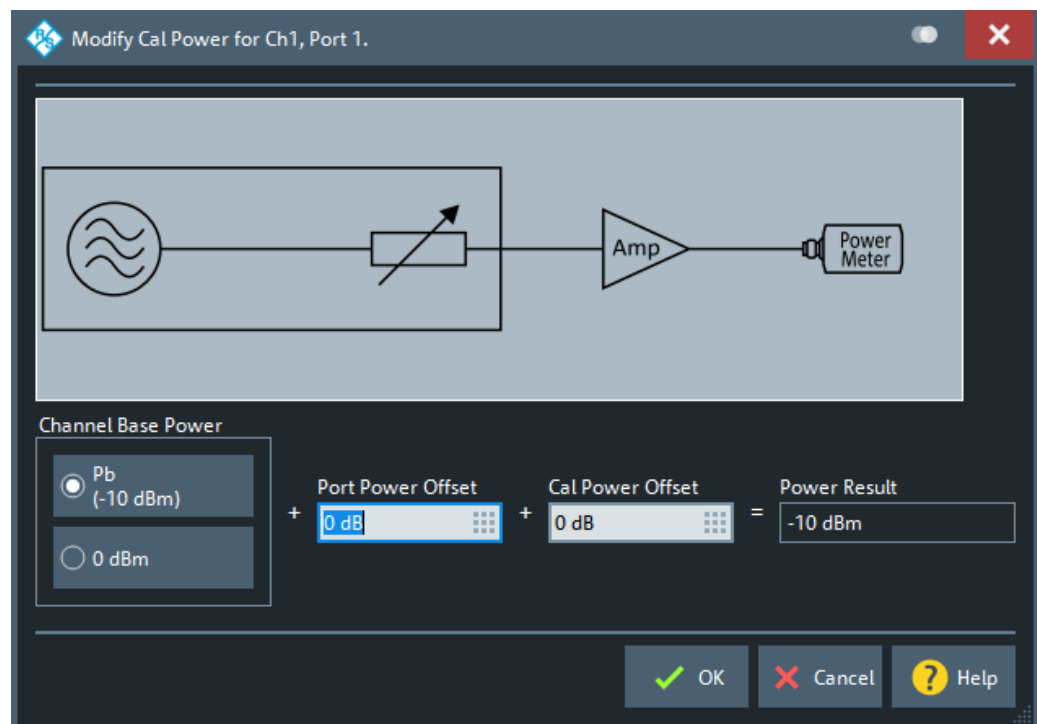 Modify Cal Power for Ch1, Port 1.
Amp
Power
Meter
Channel Base Power
Pb
(-10 dBm)
0 dBm
+
Port Power Offset
0 dB
+
Cal Power Offset
0 dB
=
Power Result
-10 dBm
OK
Cancel
? Help